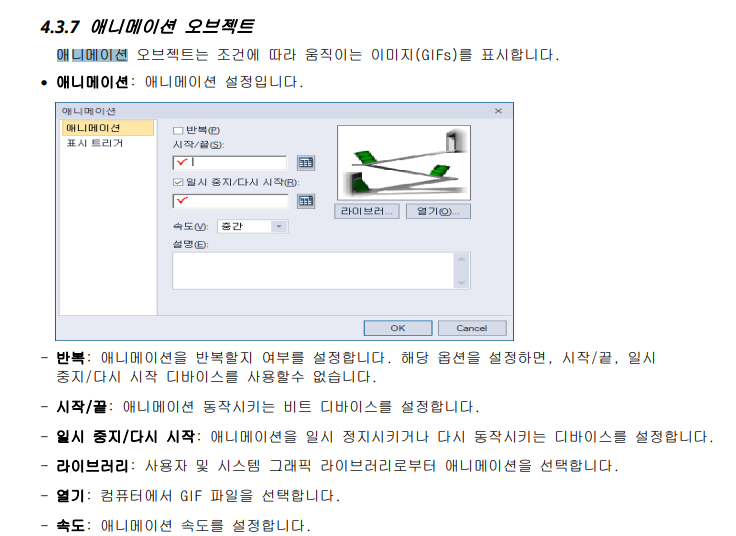 4.3.7 애니메이션 오브젝트
애니메이션 오브젝트는 조건에 따라 움직이는 이미지(GIFs)를 표시합니다.
• 애니메이션: 애니메이션 설정입니다.
애니메이션
애니메이션
표시 트리거
반복(P)
시작/끝(S):
일시 중지/다시 시작(R):
라이브러... 열기(O)...
속도(V): 중간
설명(E):
OK Cancel
- 반복: 애니메이션을 반복할지 여부를 설정합니다. 해당 옵션을 설정하면, 시작/끝, 일시
중지/다시 시작 디바이스를 사용할수 없습니다.
- 시작/끝: 애니메이션 동작시키는 비트 디바이스를 설정합니다.
- 일시 중지/다시 시작: 애니메이션을 일시 정지시키거나 다시 동작시키는 디바이스를 설정합니다.
- 라이브러리: 사용자 및 시스템 그래픽 라이브러리로부터 애니메이션을 선택합니다.
- 열기: 컴퓨터에서 GIF 파일을 선택합니다.
- 속도: 애니메이션 속도를 설정합니다.